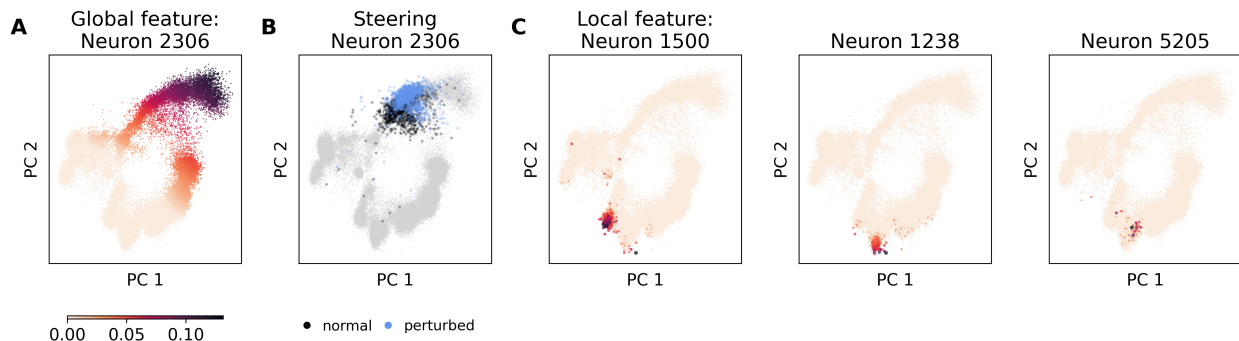 A
Global feature:
Neuron 2306
PC 2
PC 1
0.00 0.05 0.10
B
Steering
Neuron 2306
PC 2
PC 1
normal perturbed
C
Local feature:
Neuron 1500
PC 2
PC 1
Neuron 1238
PC 2
PC 1
Neuron 5205
PC 2
PC 1